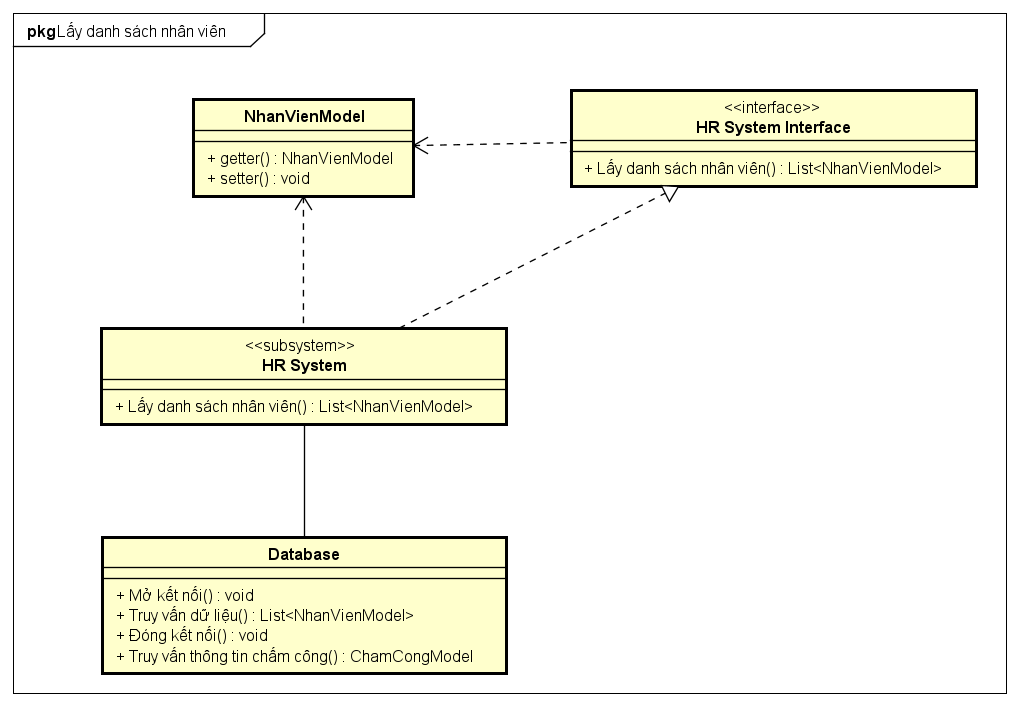 pkgLấy danh sách nhân viên
NhanVienModel
+ getter() : NhanVienModel
+ setter() : void
<<interface>>
HR System Interface
+ Lấy danh sách nhân viên() : List<NhanVienModel>
<<subsystem>>
HR System
+ Lấy danh sách nhân viên() : List<NhanVienModel>
Database
+ Mở kết nối() : void
+ Truy vấn dữ liệu() : List<NhanVienModel>
+ Đóng kết nối() : void
+ Truy vấn thông tin chấm công() : ChamCongModel